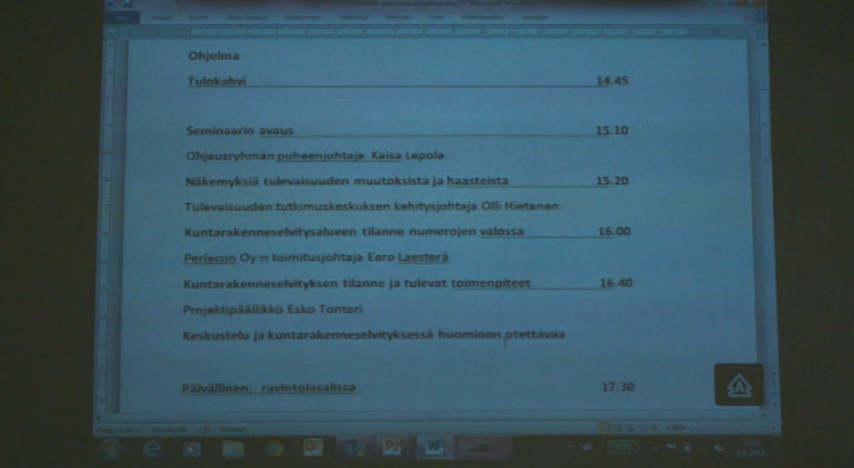 Ohjelma
Tulokahvi 14.45
Seminaarin avaus 15.10
Ohjausryhmän puheenjohtaja Kaisa Lepola
Näkemyksiä tulevaisuuden muutoksista ja haasteista 15.20
Tulevaisuuden tutkimuskeskuksen kehitysjohtaja Olli Hietanen
Kuntarakenneselvitysalueen tilanne numerojen valossa 16.00
Perlacon Oy:n toimitusjohtaja Eero Laesterä
Kuntarakenneselvityksen tilanne ja tulevat toimenpiteet 16.40
Projektipäällikkö Esko Tonteri
Keskustelu ja kuntarakenneselvityksessä huomioon otettavaa
Päivällinen, ravintolasalissa 17.30